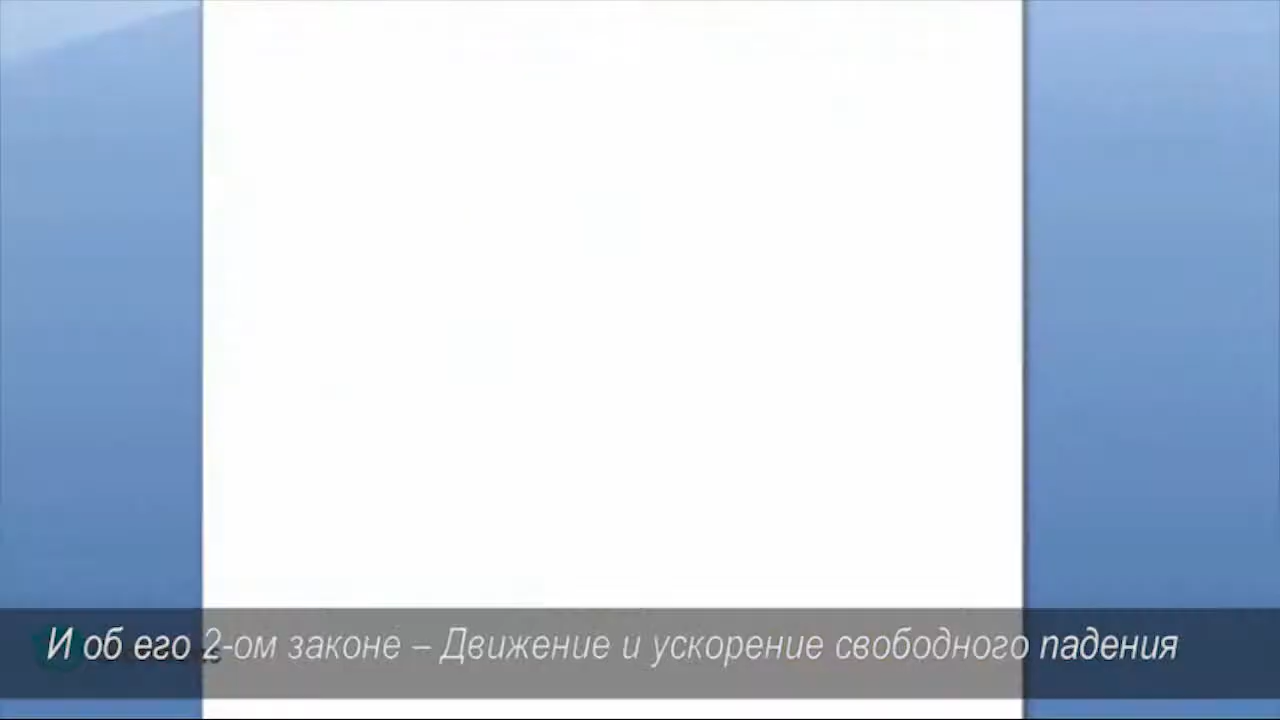 И об его 2-ом законе – Движение и ускорение свободного падения